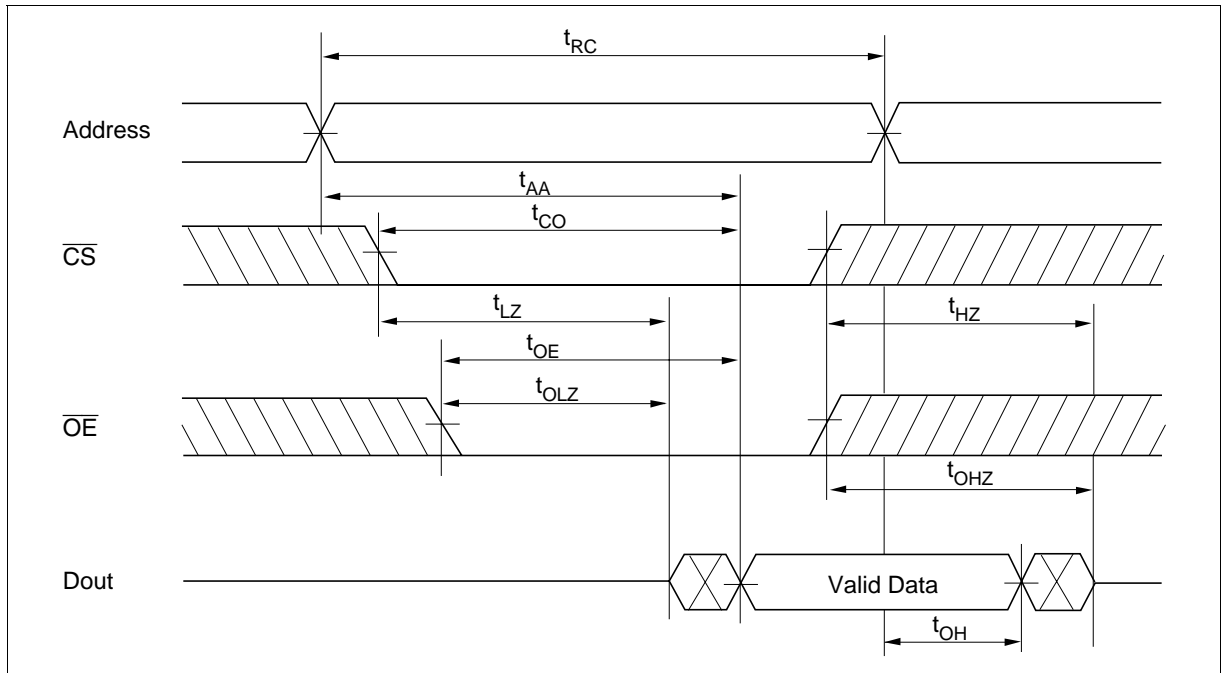 tRC
Address
tAA
tCO
CS
tLZ
tHZ
tOE
tOLZ
OE
tOHZ
Dout
Valid Data
tOH